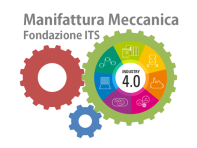 Manifattura Meccanica
Fondazione ITS
INDUSTRY
4.0